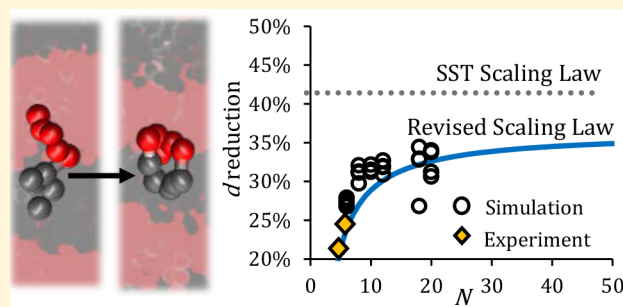 50%
45%
40%
35%
30%
25%
20%
d reduction
SST Scaling Law
Revised Scaling Law
Simulation
Experiment
0 10 20 30 40 50
N